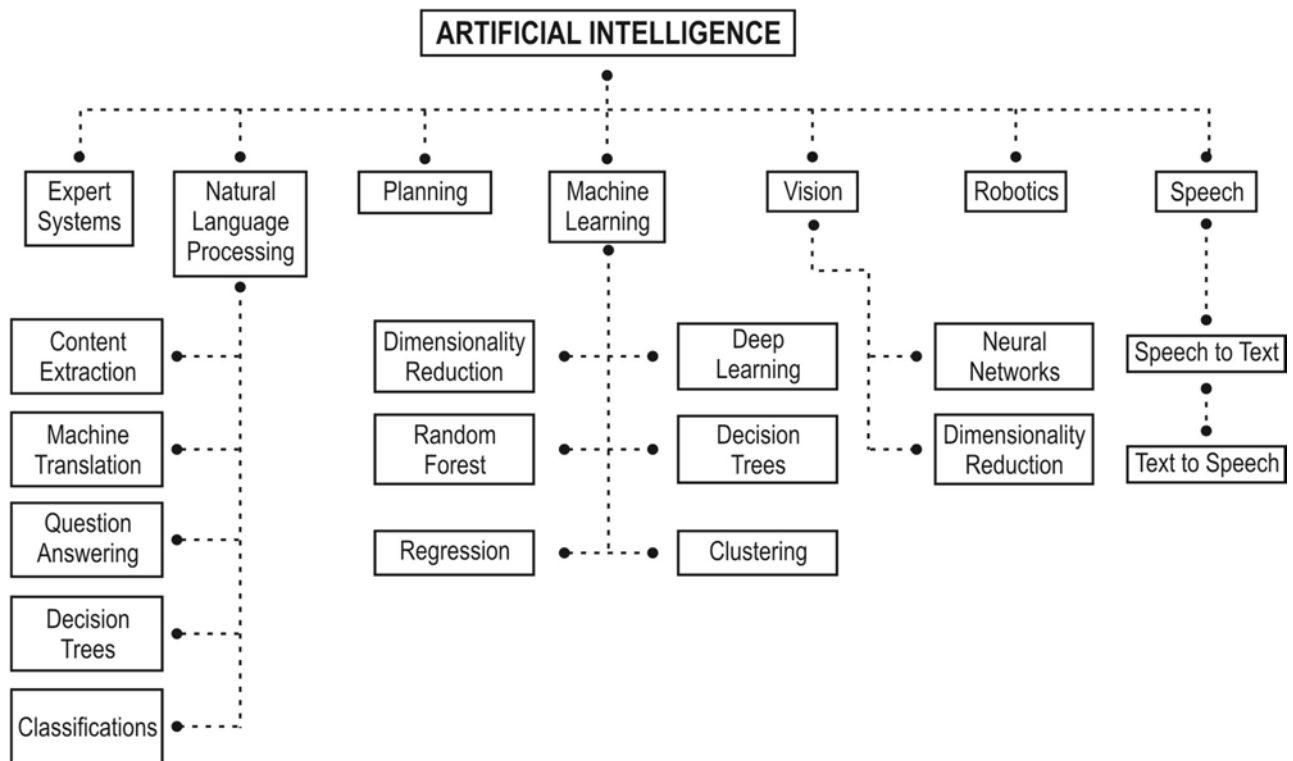 ARTIFICIAL INTELLIGENCE
Expert
Systems
Natural
Language
Processing
Planning
Machine
Learning
Vision
Robotics
Speech
Content
Extraction
Machine
Translation
Question
Answering
Decision
Trees
Classifications
Dimensionality
Reduction
Random
Forest
Regression
Deep
Learning
Decision
Trees
Clustering
Neural
Networks
Dimensionality
Reduction
Speech to Text
Text to Speech